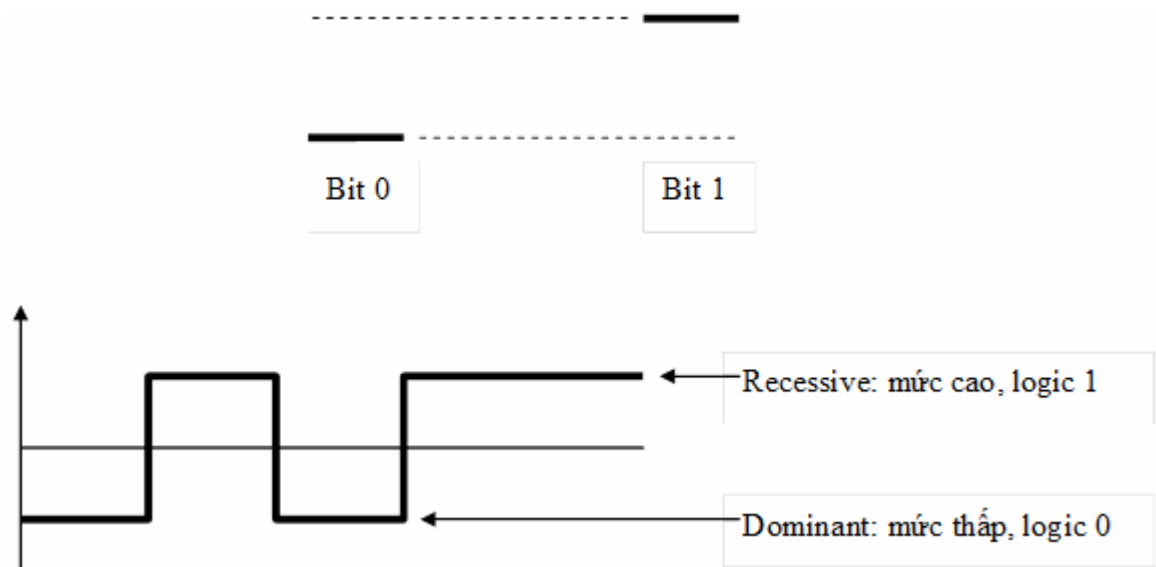 Bit 0
Bit 1
Recessive: mức cao, logic 1
Dominant: mức thấp, logic 0